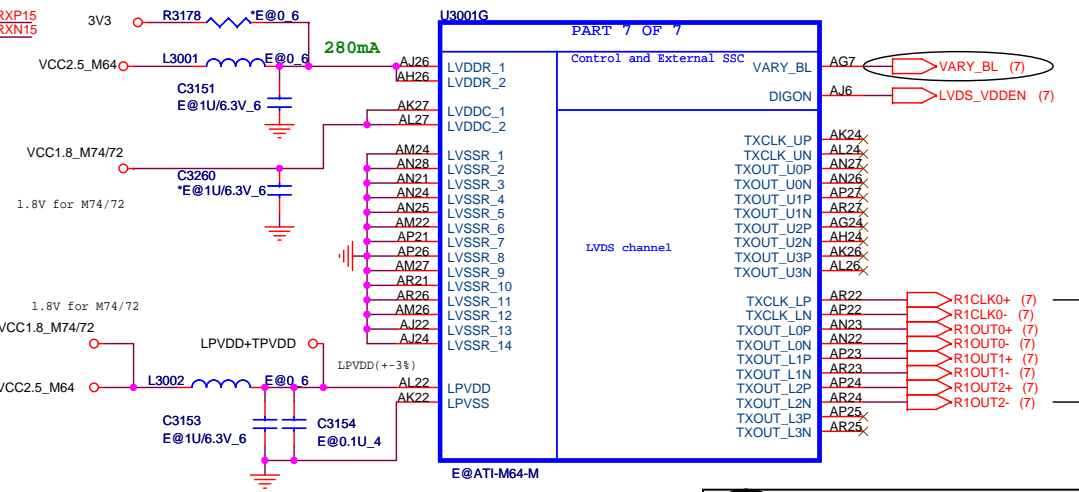 RXP15
RXN15
3V3
R3178
*E@0_6
U3001G
PART 7 OF 7
280mA
VCC2.5_M64
L3001
E@0_6
C3151
E@1U/6.3V_6
AJ26
LVDDR_1
AH26
LVDDR_2
AK27
LVDDC_1
AL27
LVDDC_2
VCC1.8_M74/72
C3260
*E@1U/6.3V_6
1.8V for M74/72
AM24
LVSSR_1
AN28
LVSSR_2
AN21
LVSSR_3
AN24
LVSSR_4
AN25
LVSSR_5
AM22
LVSSR_6
AP21
LVSSR_7
AP26
LVSSR_8
AM27
LVSSR_9
AR21
LVSSR_10
AR26
LVSSR_11
AM26
LVSSR_12
AJ22
LVSSR_13
AJ24
LVSSR_14
1.8V for M74/72
VCC1.8_M74/72
LPVDD+TPVDD
LPVDD(+-3%)
VCC2.5_M64
L3002
E@0_6
AL22
LPVDD
AK22
LPVSS
C3153
E@1U/6.3V_6
C3154
E@0.1U_4
E@ATI-M64-M
Control and External SSC
VARY_BL
AG7
VARY_BL (7)
DIGON
AJ6
LVDS_VDDEN (7)
LVDS channel
TXCLK_UP
AK24
TXCLK_UN
AL24
TXOUT_U0P
AN27
TXOUT_U0N
AN26
TXOUT_U1P
AP27
TXOUT_U1N
AR27
TXOUT_U2P
AG24
TXOUT_U2N
AH24
TXOUT_U3P
AK26
TXOUT_U3N
AL26
TXCLK_LP
AR22
R1CLK0+ (7)
TXCLK_LN
AP22
R1CLK0- (7)
TXOUT_L0P
AN23
R1OUT0+ (7)
TXOUT_L0N
AN22
R1OUT0- (7)
TXOUT_L1P
AP23
R1OUT1+ (7)
TXOUT_L1N
AR23
R1OUT1- (7)
TXOUT_L2P
AP24
R1OUT2+ (7)
TXOUT_L2N
AR24
R1OUT2- (7)
TXOUT_L3P
AP25
TXOUT_L3N
AR25